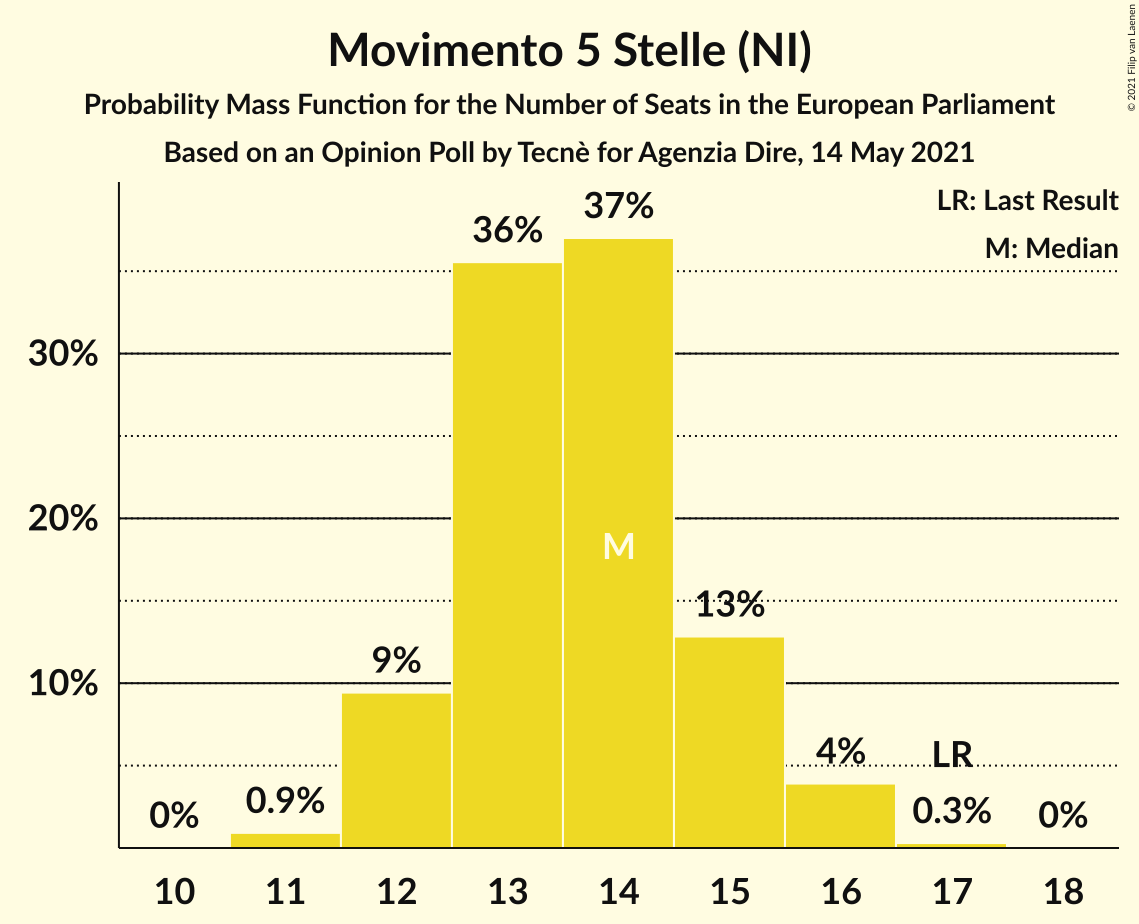 Movimento 5 Stelle (NI)
Probability Mass Function for the Number of Seats in the European Parliament
Based on an Opinion Poll by Tecnè for Agenzia Dire, 14 May 2021
© 2021 Filip van Laenen
LR: Last Result
M: Median
30%
20%
10%
0%
0.9%
9%
36%
37%
M
13%
4%
LR
0.3%
0%
10 11 12 13 14 15 16 17 18